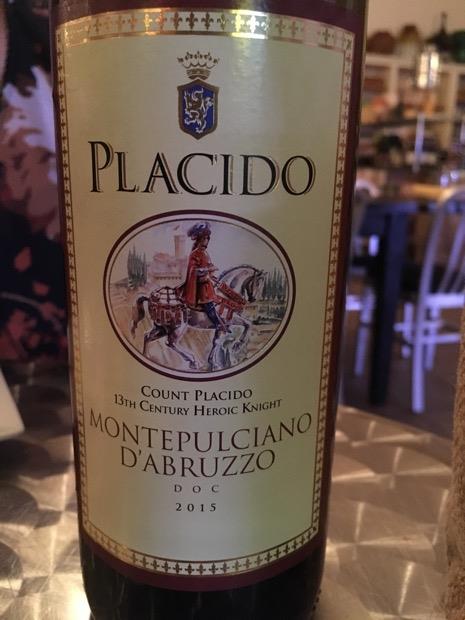 PLACIDO
COUNT PLACIDO
13TH CENTURY HEROIC KNIGHT
MONTEPULCIANO
D'ABRUZZO
DOC
2015